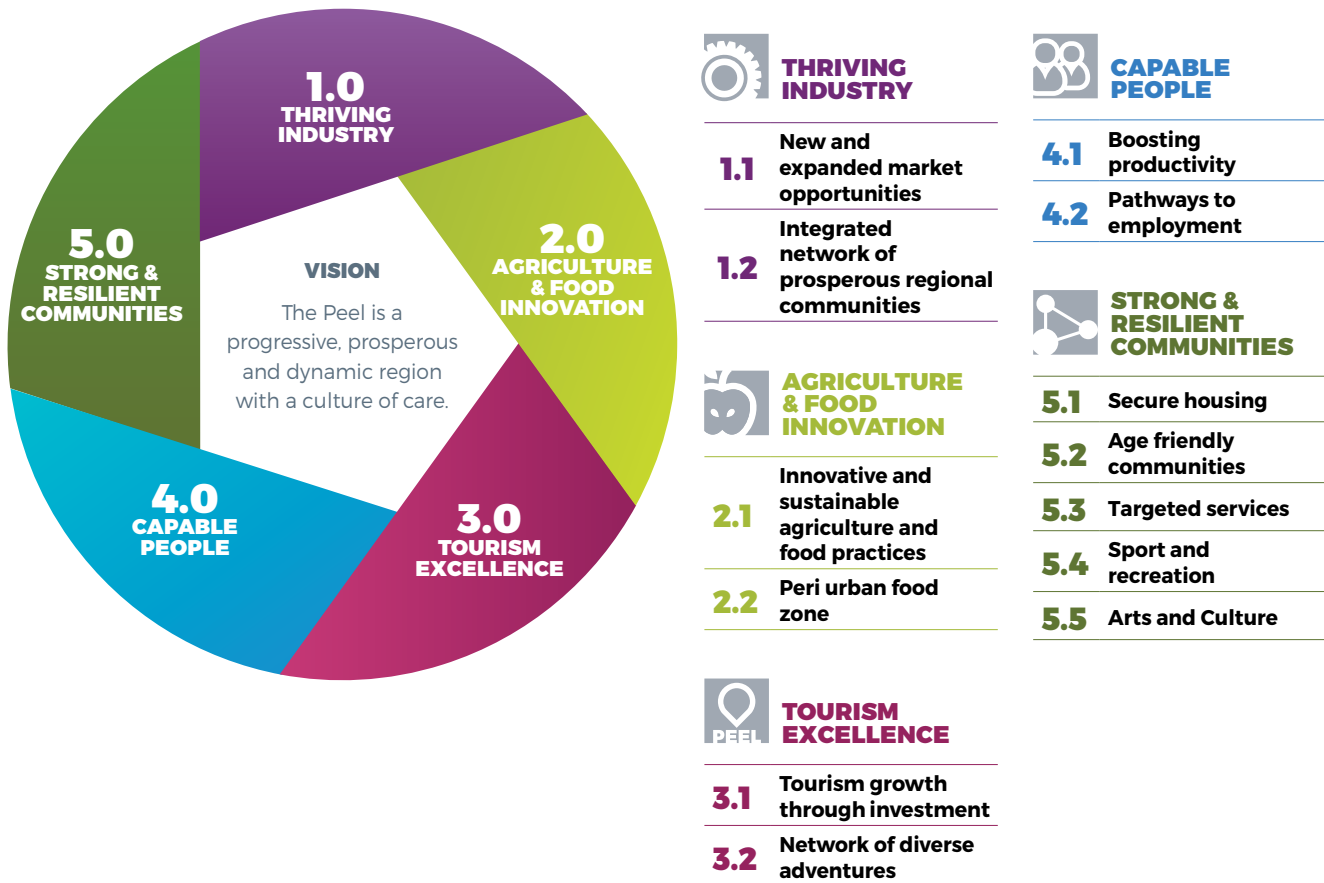 1.0
THRIVING
INDUSTRY
2.0
AGRICULTURE
& FOOD
INNOVATION
3.0
TOURISM
EXCELLENCE
4.0
CAPABLE
PEOPLE
5.0
STRONG &
RESILIENT
COMMUNITIES
VISION
The Peel is a
progressive, prosperous
and dynamic region
with a culture of care.
THRIVING
INDUSTRY
1.1 New and
expanded market
opportunities
1.2 Integrated
network of
prosperous regional
communities
AGRICULTURE
& FOOD
INNOVATION
2.1 Innovative and
sustainable
agriculture and
food practices
2.2 Peri urban food
zone
PEEL
TOURISM
EXCELLENCE
3.1 Tourism growth
through investment
3.2 Network of diverse
adventures
CAPABLE
PEOPLE
4.1 Boosting
productivity
4.2 Pathways to
employment
STRONG &
RESILIENT
COMMUNITIES
5.1 Secure housing
5.2 Age friendly
communities
5.3 Targeted services
5.4 Sport and
recreation
5.5 Arts and Culture